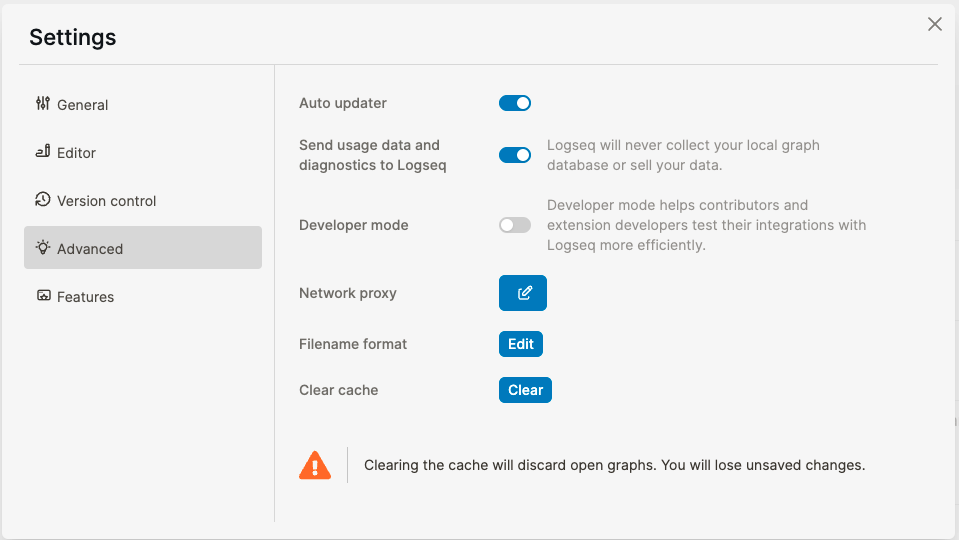 Settings
General
Editor
Version control
Advanced
Features
Auto updater
Send usage data and
diagnostics to Logseq
Logseq will never collect your local graph
database or sell your data.
Developer mode
Developer mode helps contributors and
extension developers test their integrations with
Logseq more efficiently.
Network proxy
Filename format
Edit
Clear cache
Clear
Clearing the cache will discard open graphs. You will lose unsaved changes.